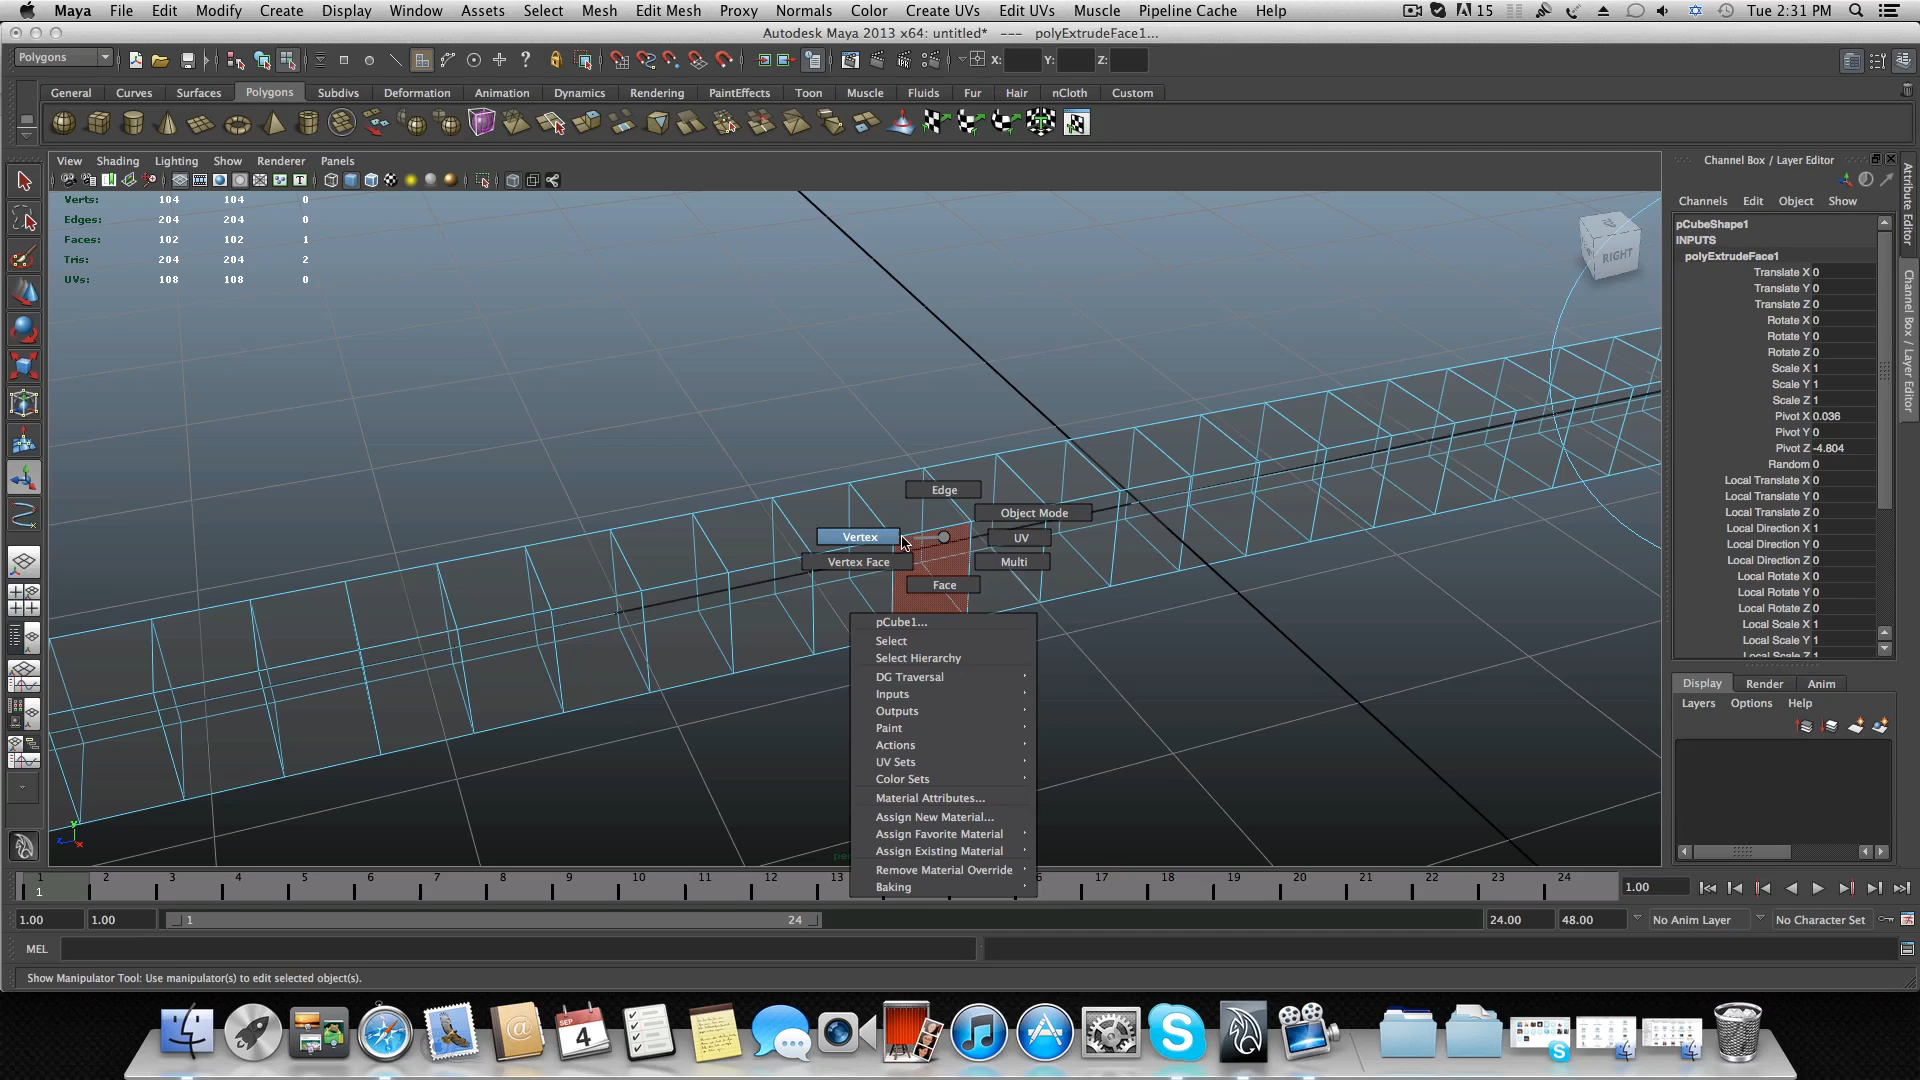 Maya File Edit Modify Create Display Window Assets Select Mesh Edit Mesh Proxy Normals Color Create UVs Edit UVs Muscle Pipeline Cache Help 15 Tue 2:31 PM
Autodesk Maya 2013 x64: untitled* --- polyExtrudeFace1...
Polygons X: Y: Z:
General Curves Surfaces Polygons Subdivs Deformation Animation Dynamics Rendering PaintEffects Toon Muscle Fluids Fur Hair nCloth Custom
View Shading Lighting Show Renderer Panels
Verts: 104 104 0
Edges: 204 204 0
Faces: 102 102 1
Tris: 204 204 2
UVs: 108 108 0
RIGHT
Edge
Object Mode
Vertex
UV
Vertex Face
Multi
Face
pCube1...
Select
Select Hierarchy
DG Traversal
Inputs
Outputs
Paint
Actions
UV Sets
Color Sets
Material Attributes...
Assign New Material...
Assign Favorite Material
Assign Existing Material
Remove Material Override
Baking
Channel Box / Layer Editor
Channels Edit Object Show
pCubeShape1
INPUTS
polyExtrudeFace1
Translate X 0
Translate Y 0
Translate Z 0
Rotate X 0
Rotate Y 0
Rotate Z 0
Scale X 1
Scale Y 1
Scale Z 1
Pivot X 0.036
Pivot Y 0
Pivot Z -4.804
Random 0
Local Translate X 0
Local Translate Y 0
Local Translate Z 0
Local Direction X 1
Local Direction Y 0
Local Direction Z 0
Local Rotate X 0
Local Rotate Y 0
Local Rotate Z 0
Local Scale X 1
Local Scale Y 1
Local Scale Z 1
Attribute Editor
Channel Box / Layer Editor
Display Render Anim
Layers Options Help
y
z
x
1 2 3 4 5 6 7 8 9 10 11 12 13 6 17 18 19 20 21 22 23 24
1 1.00
1.00 1.00 1 24 24.00 48.00 No Anim Layer No Character Set
MEL
Show Manipulator Tool: Use manipulator(s) to edit selected object(s).
SEP
4